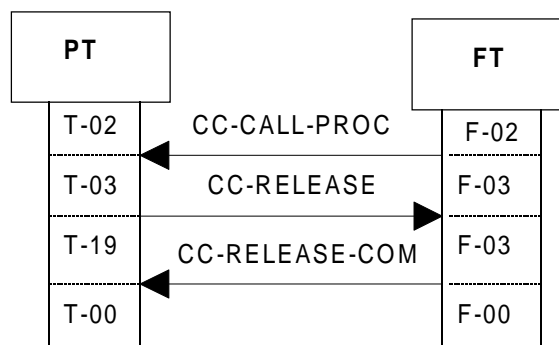 PT FT
T-02 CC-CALL-PROC F-02
T-03 CC-RELEASE F-03
T-19 CC-RELEASE-COM F-03
T-00 F-00